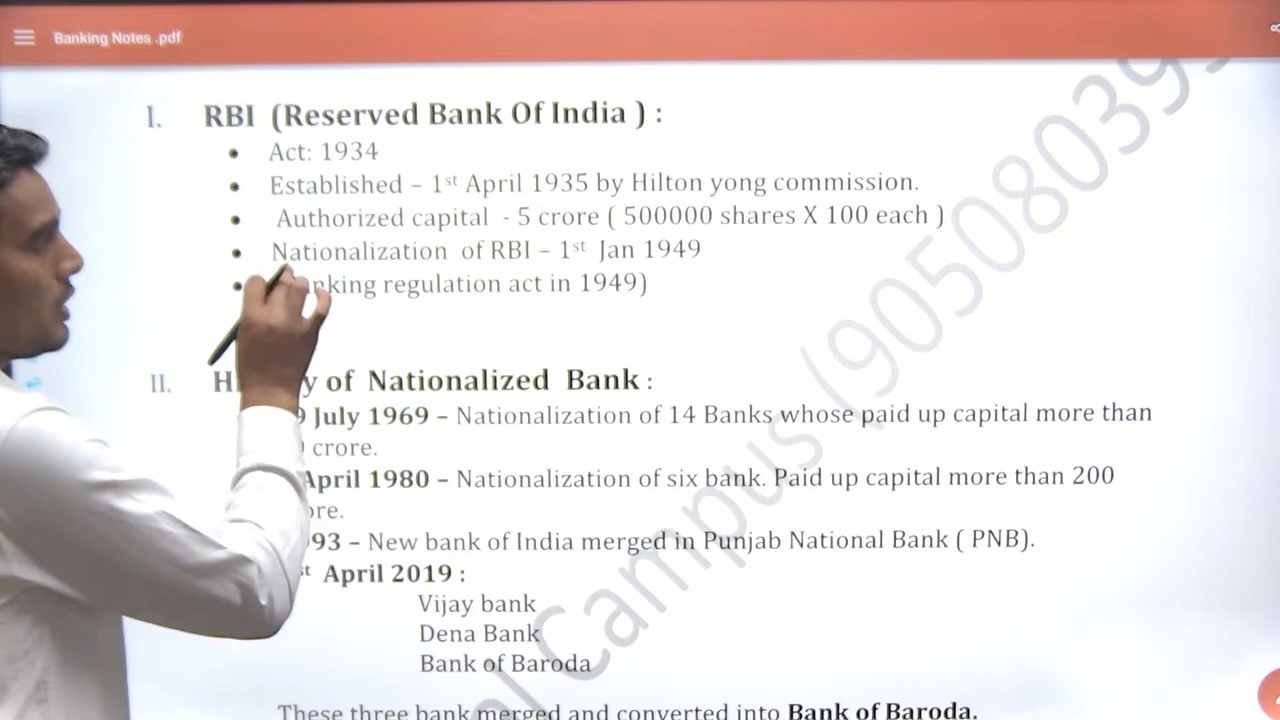 Banking Notes .pdf
I. RBI (Reserved Bank Of India ) :
• Act: 1934
• Established – 1st April 1935 by Hilton yong commission.
• Authorized capital - 5 crore ( 500000 shares X 100 each )
• Nationalization of RBI – 1st Jan 1949
• nking regulation act in 1949)
II. H y of Nationalized Bank :
9 July 1969 – Nationalization of 14 Banks whose paid up capital more than
crore.
April 1980 – Nationalization of six bank. Paid up capital more than 200
ore.
93 – New bank of India merged in Punjab National Bank ( PNB).
st April 2019 :
Vijay bank
Dena Bank
Bank of Baroda
These three bank merged and converted into Bank of Baroda.
Campus (905080395